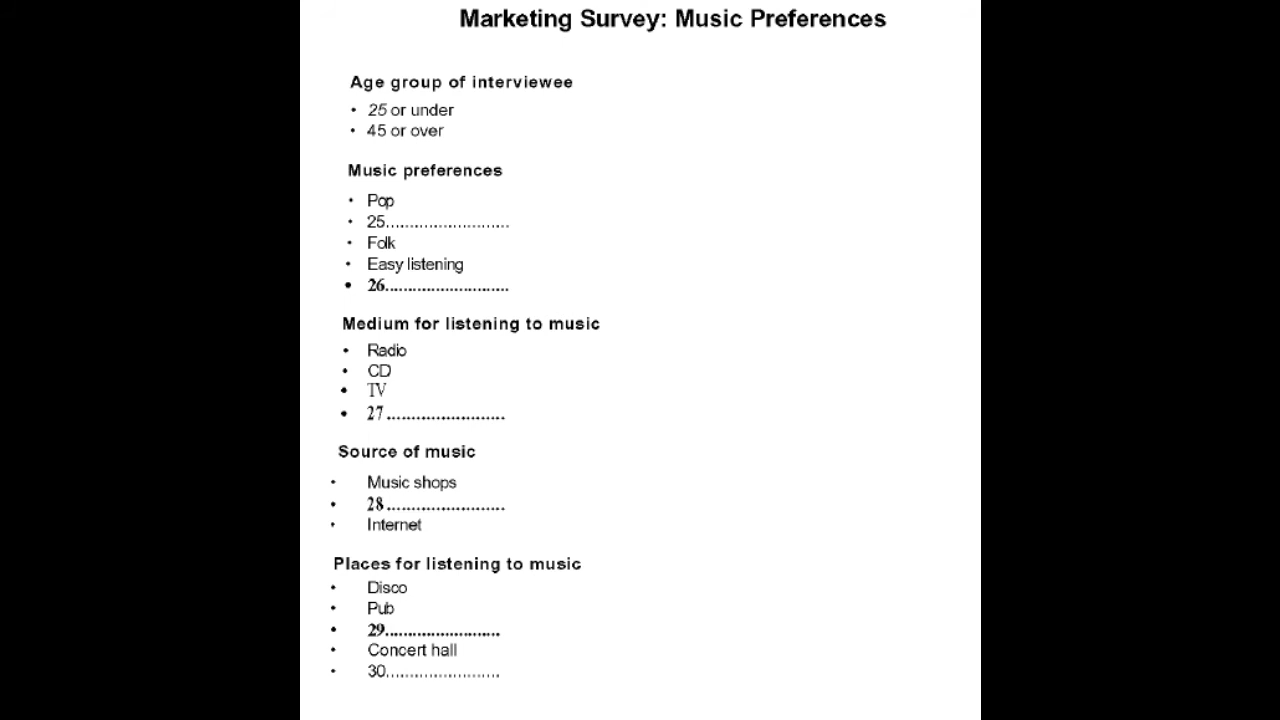 Marketing Survey: Music Preferences
Age group of interviewee
• 25 or under
• 45 or over
Music preferences
• Pop
• 25..........................
• Folk
• Easy listening
• 26..........................
Medium for listening to music
• Radio
• CD
• TV
• 27........................
Source of music
• Music shops
• 28........................
• Internet
Places for listening to music
• Disco
• Pub
• 29........................
• Concert hall
• 30........................